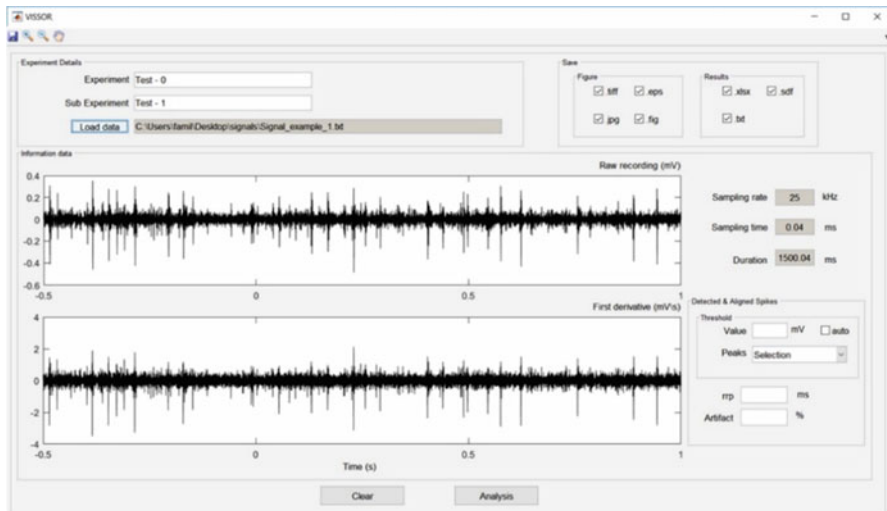 VISSOR
Experiment Details
Experiment Test - 0
Sub Experiment Test - 1
Load data C:\Users\famil\Desktop\signals\Signal_example_1.txt
Save
Figure
.tiff .eps
.jpg .fig
Results
.xlsx .sdf
.txt
Information data
Raw recording (mV)
0.4
0.2
0
-0.2
-0.4
-0.6
-0.5 0 0.5 1
First derivative (mV\s)
4
2
0
-2
-4
-0.5 0 0.5 1
Time (s)
Sampling rate 25 kHz
Sampling time 0.04 ms
Duration 1500.04 ms
Detected & Aligned Spikes
Threshold
Value mV auto
Peaks Selection
rrp ms
Artifact %
Clear Analysis